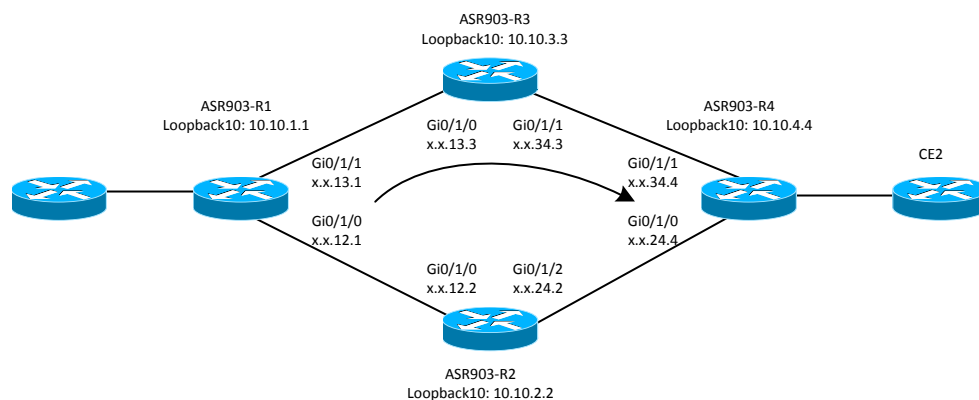 ASR903-R3
Loopback10: 10.10.3.3
ASR903-R1
Loopback10: 10.10.1.1
ASR903-R4
Loopback10: 10.10.4.4
CE2
Gi0/1/0
x.x.13.3
Gi0/1/1
x.x.34.3
Gi0/1/1
x.x.13.1
Gi0/1/1
x.x.34.4
Gi0/1/0
x.x.12.1
Gi0/1/0
x.x.24.4
Gi0/1/0
x.x.12.2
Gi0/1/2
x.x.24.2
ASR903-R2
Loopback10: 10.10.2.2